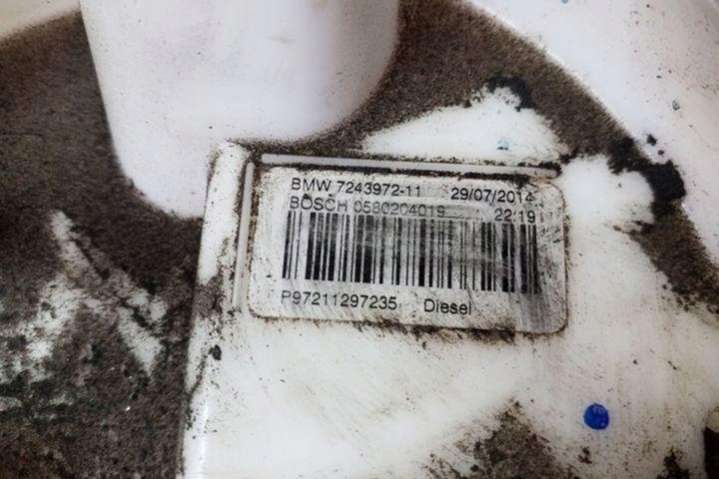 BMW 7243972-11 29/07/2014
BOSCH 0580204019 22:19
P97211297235 Diesel